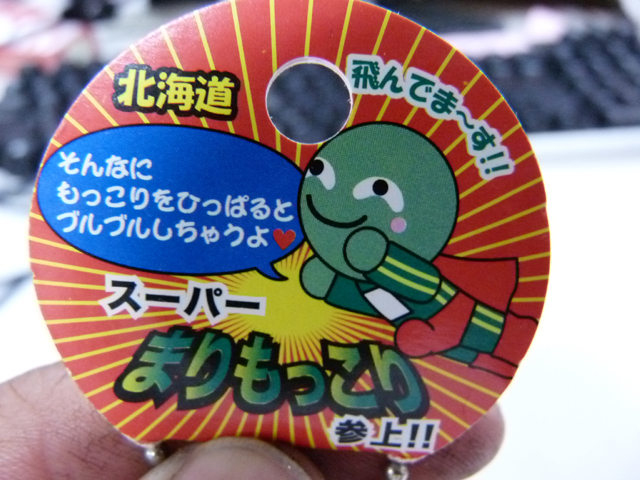 北海道
飛んでま〜す!!
そんなに
もっこりをひっぱると
ブルブルしちゃうよ♥
スーパー
まりもっこり
参上!!